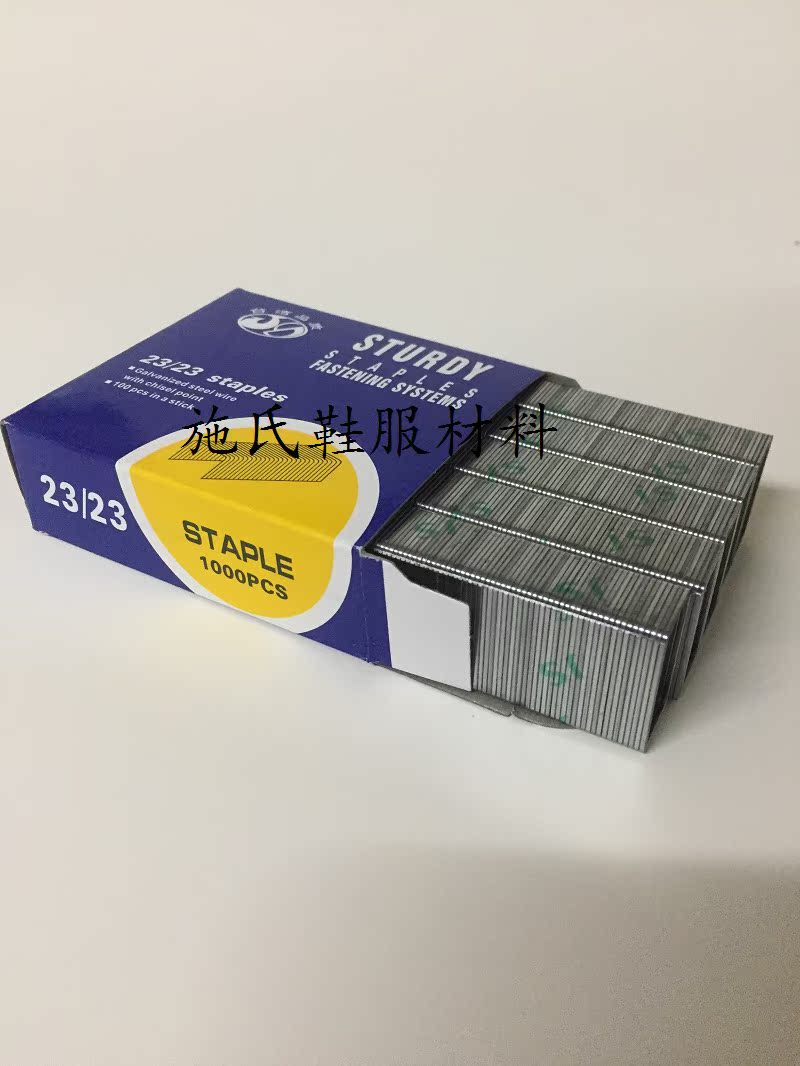 STURDY
STAPLES
FASTENING SYSTEMS
23/23 staples
■ Galvanized steel wire
with chisel point
■ 100 pcs in a stick
施氏鞋服材料
23/23
STAPLE
1000PCS